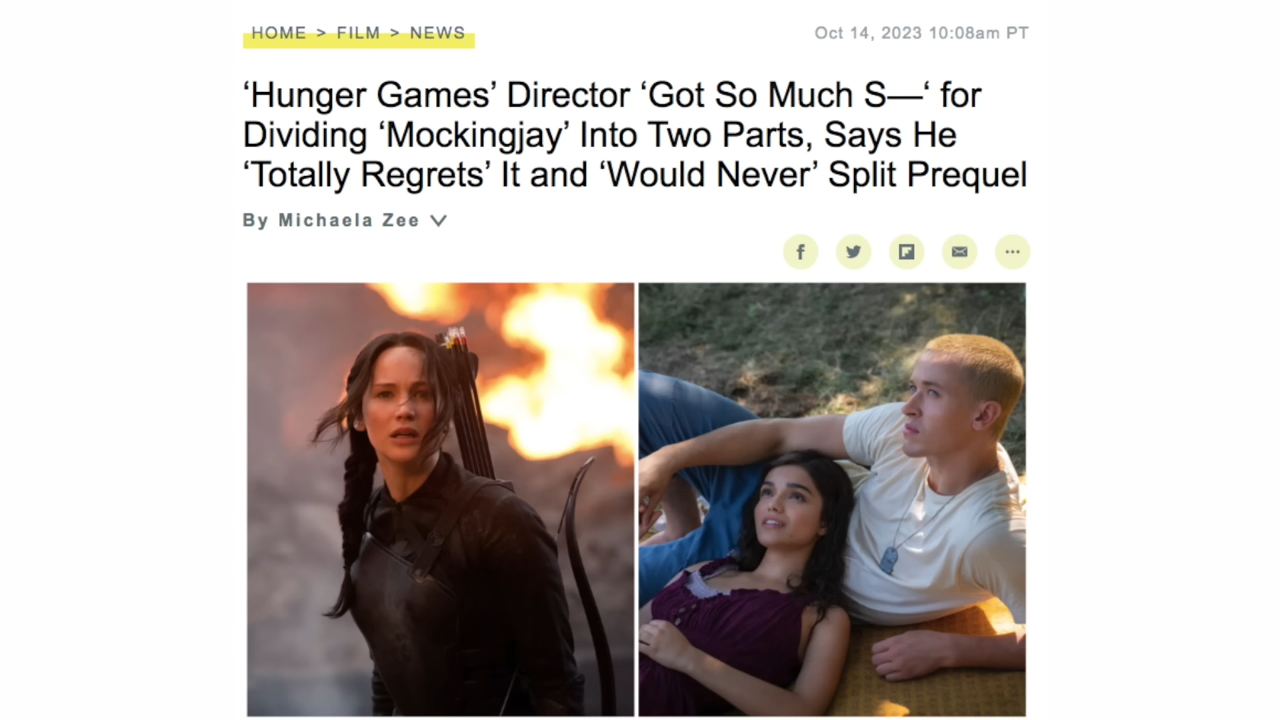 HOME > FILM > NEWS
Oct 14, 2023 10:08am PT
‘Hunger Games’ Director ‘Got So Much S—‘ for
Dividing ‘Mockingjay’ Into Two Parts, Says He
‘Totally Regrets’ It and ‘Would Never’ Split Prequel
By Michaela Zee